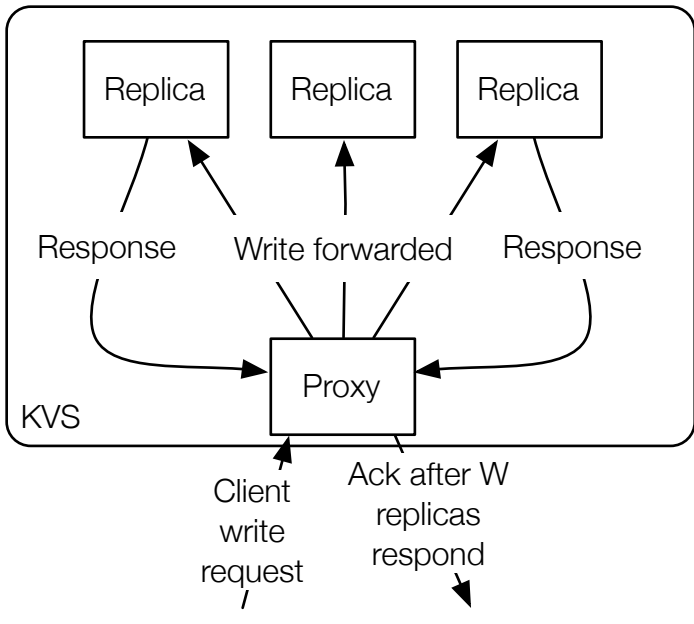 Replica
Replica
Replica
Response
Write forwarded
Response
Proxy
KVS
Client
write
request
Ack after W
replicas
respond